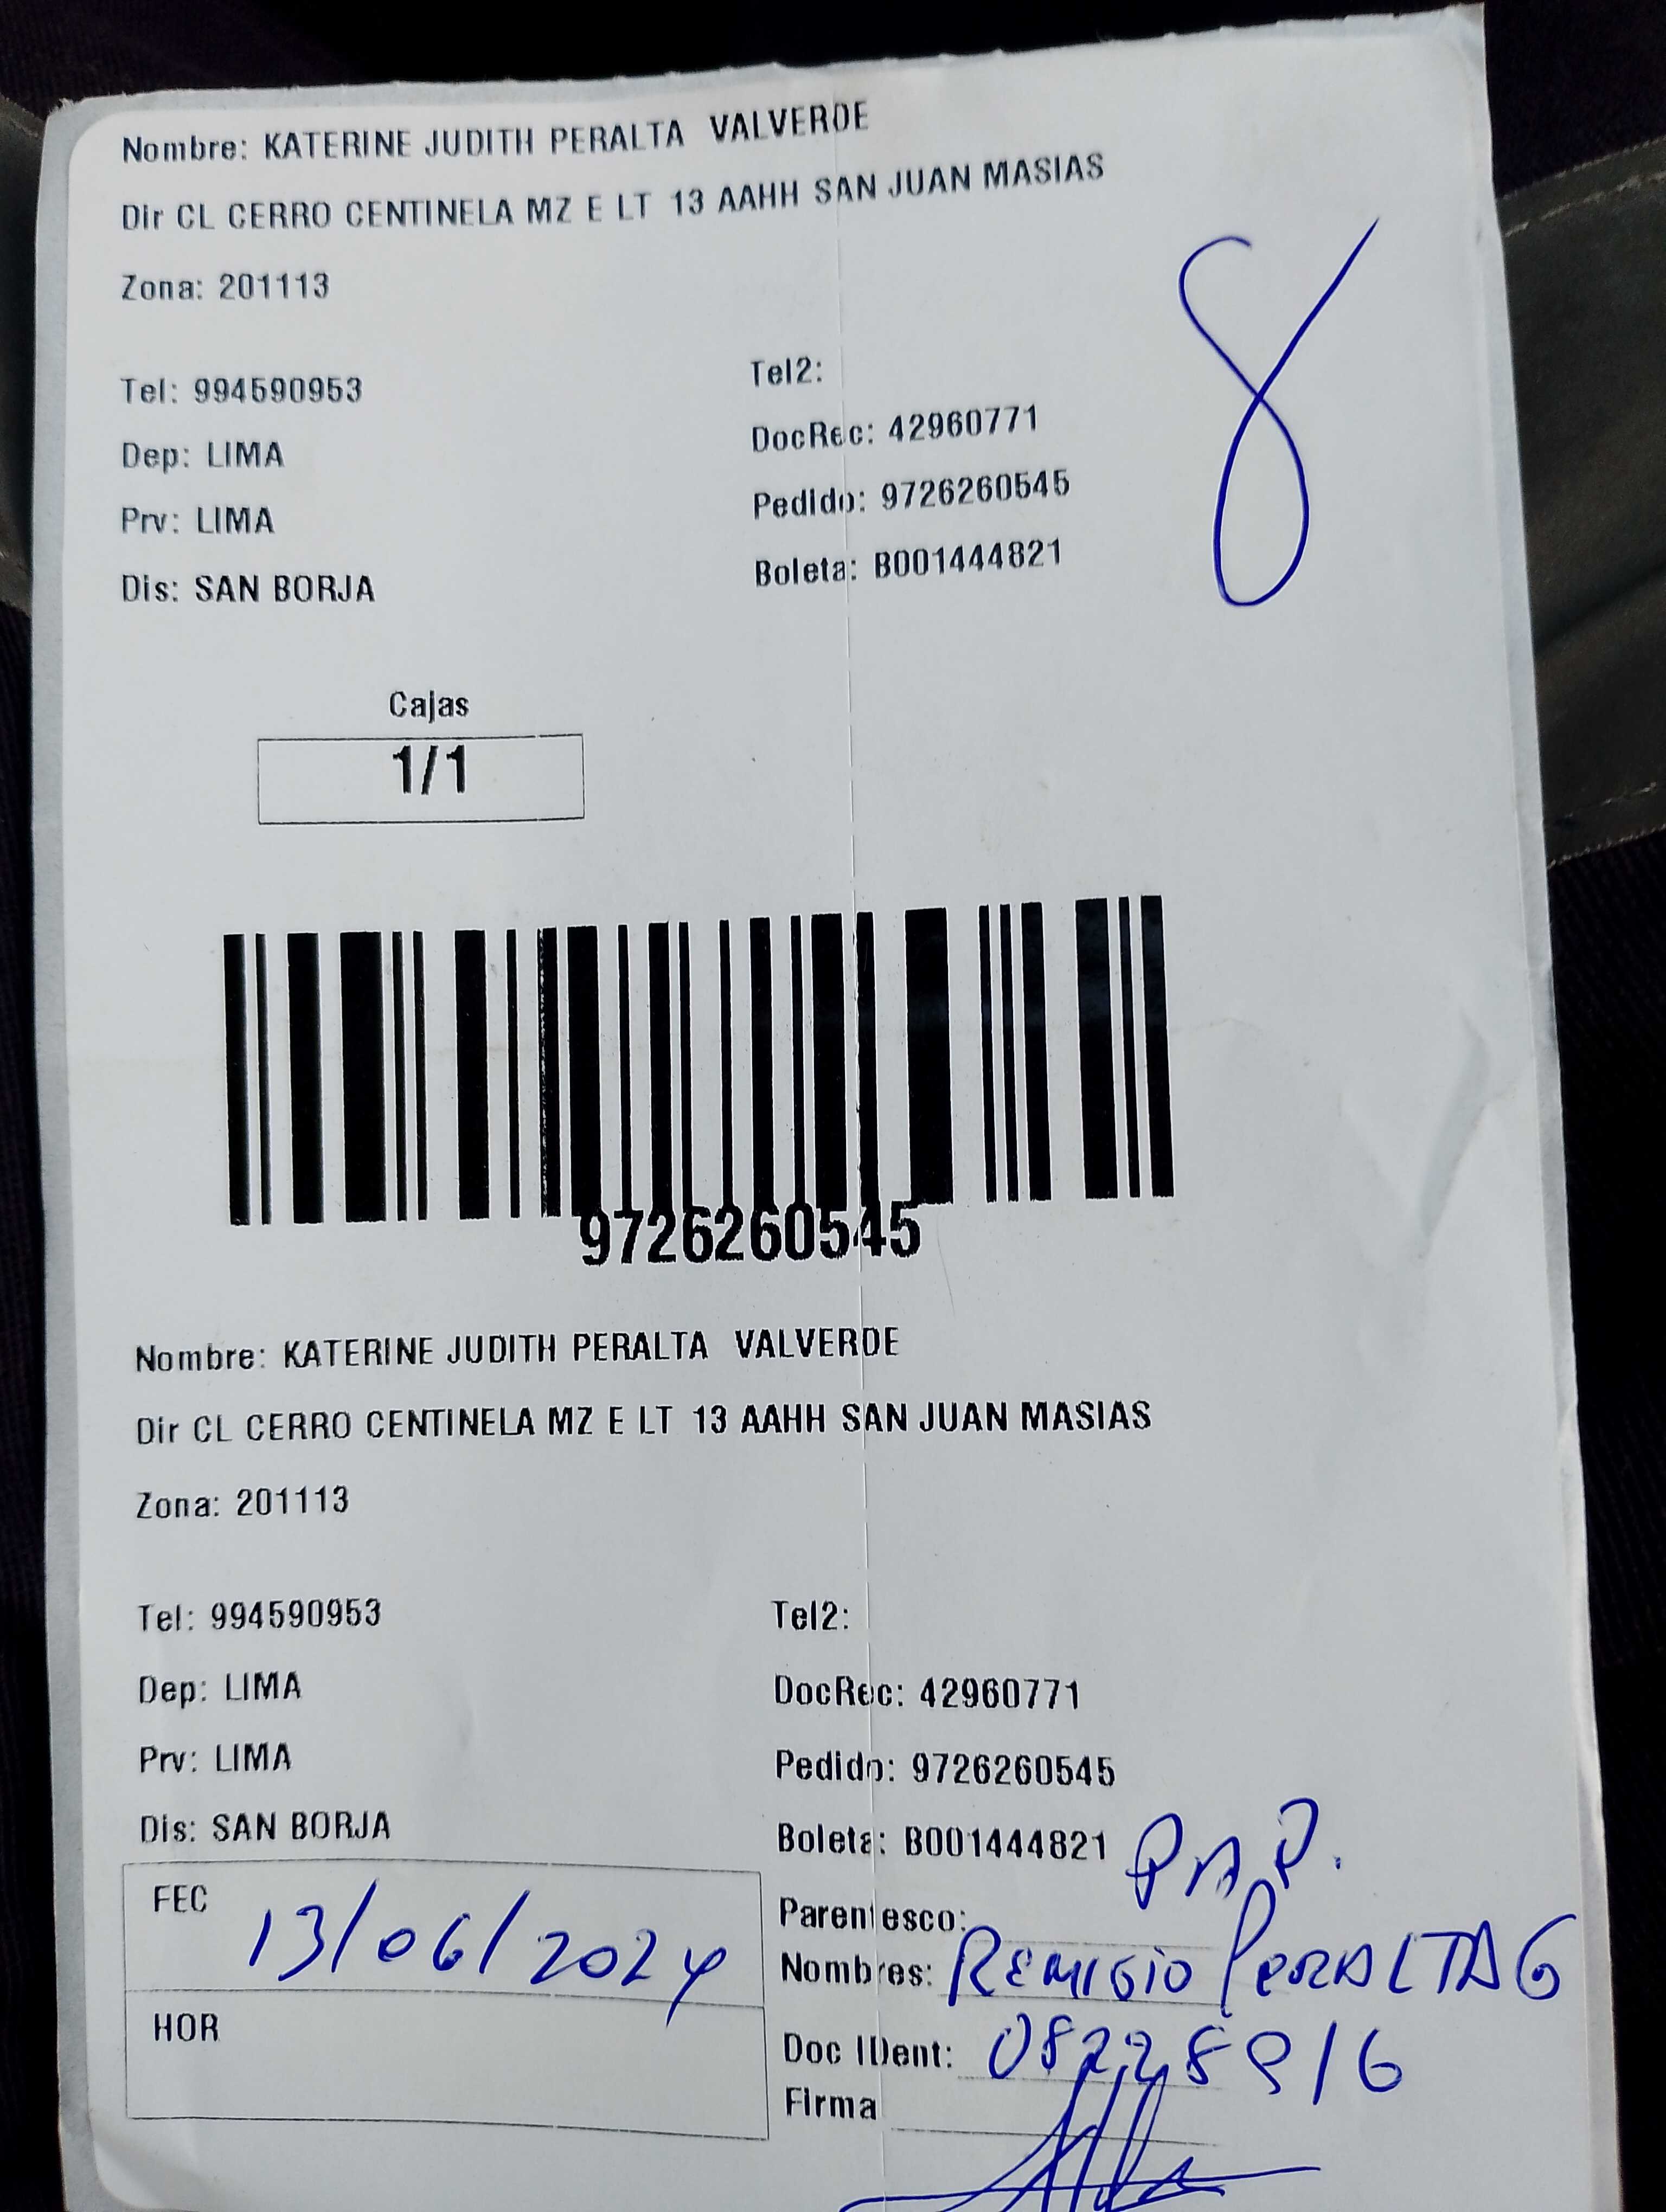 Nombre: KATERINE JUDITH PERALTA VALVERDE
Dir CL CERRO CENTINELA MZ E LT 13 AAHH SAN JUAN MASIAS
Zona: 201113
8
Tel: 994590953
Tel2:
Dep: LIMA
DocRec: 42960771
Prv: LIMA
Pedido: 9726260545
Dis: SAN BORJA
Boleta: B001444821
Cajas
1/1
9726260545
Nombre: KATERINE JUDITH PERALTA VALVERDE
Dir CL CERRO CENTINELA MZ E LT 13 AAHH SAN JUAN MASIAS
Zona: 201113
Tel: 994590953
Tel2:
Dep: LIMA
DocRec: 42960771
Prv: LIMA
Pedido: 9726260545
Dis: SAN BORJA
Boleta: B001444821
FEC 13/06/2024
HOR
Parentesco:
Nombres: REMIGIO PERALTA G
Doc IDent: 08228916
Firma